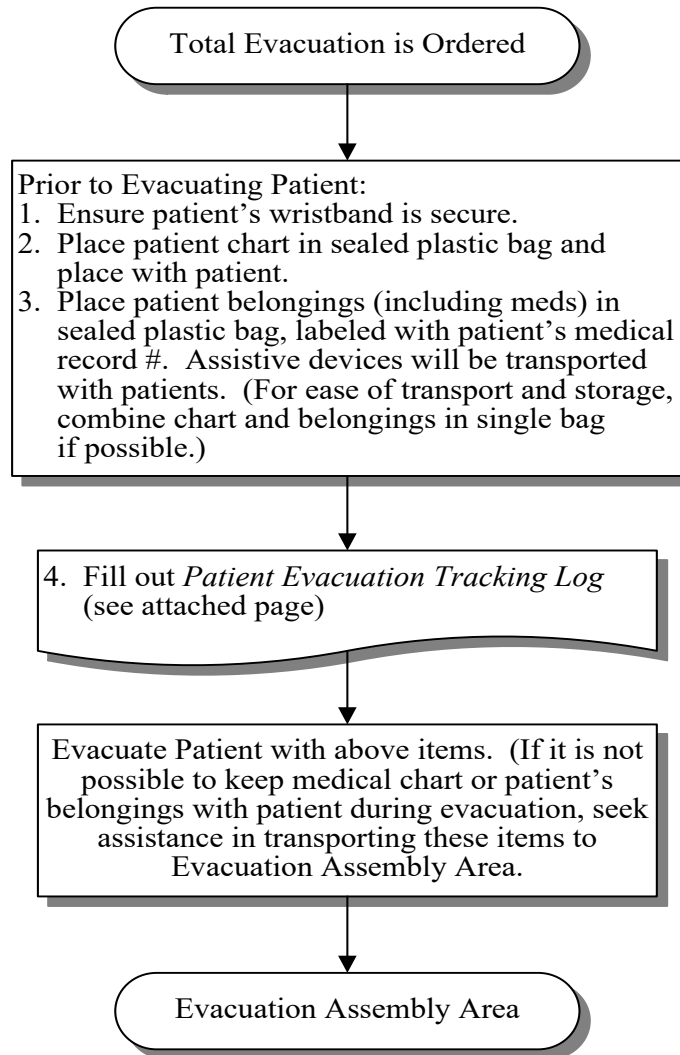 Total Evacuation is Ordered
Prior to Evacuating Patient:
1. Ensure patient’s wristband is secure.
2. Place patient chart in sealed plastic bag and
place with patient.
3. Place patient belongings (including meds) in
sealed plastic bag, labeled with patient’s medical
record #. Assistive devices will be transported
with patients. (For ease of transport and storage,
combine chart and belongings in single bag
if possible.)
4. Fill out Patient Evacuation Tracking Log
(see attached page)
Evacuate Patient with above items. (If it is not
possible to keep medical chart or patient’s
belongings with patient during evacuation, seek
assistance in transporting these items to
Evacuation Assembly Area.
Evacuation Assembly Area